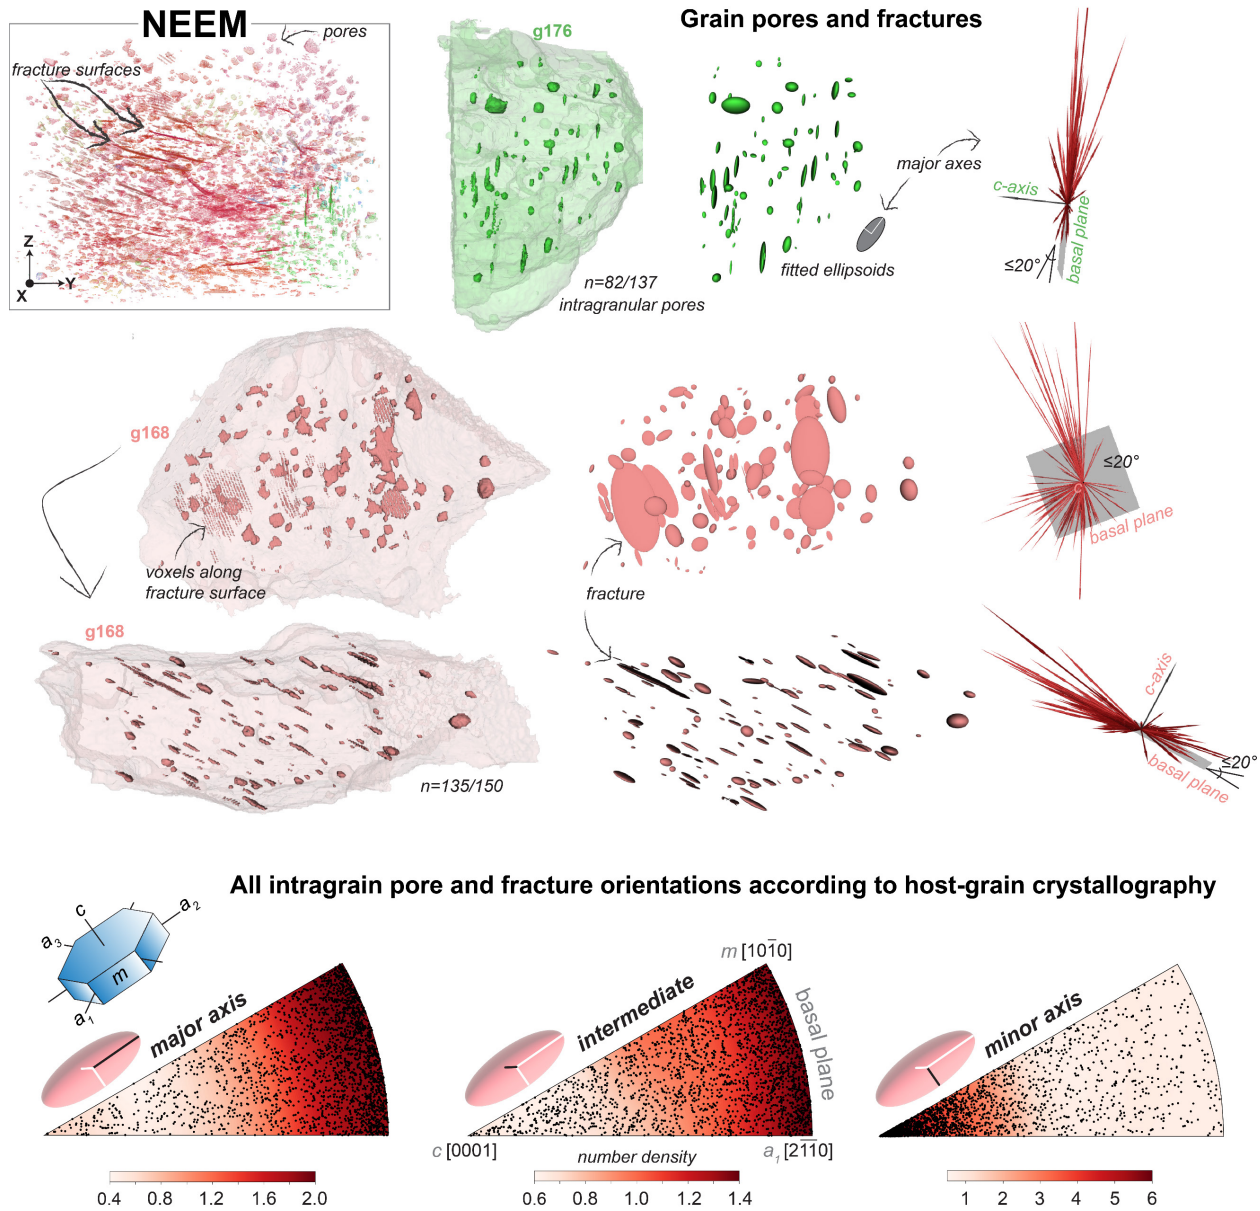 NEEM
Grain pores and fractures
pores
fracture surfaces
Z
Y
X
g176
n=82/137
intragranular pores
major axes
fitted ellipsoids
c-axis
basal plane
≤20°
g168
voxels along
fracture surface
fracture
≤20°
basal plane
g168
n=135/150
c-axis
≤20°
basal plane
All intragrain pore and fracture orientations according to host-grain crystallography
c
a₂
a₃
m
a₁
major axis
0.4 0.8 1.2 1.6 2.0
intermediate
m [101̄0]
basal plane
c [0001]
a₁ [21̄1̄0]
number density
0.6 0.8 1.0 1.2 1.4
minor axis
1 2 3 4 5 6